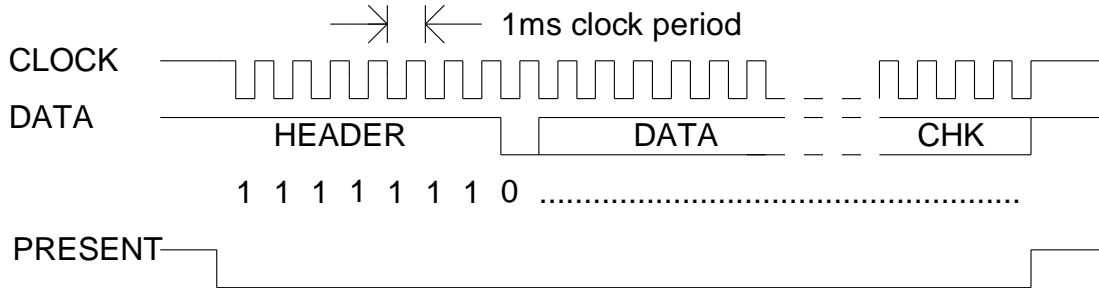 1ms clock period
CLOCK
DATA
HEADER DATA CHK
1 1 1 1 1 1 1 0 ......................................................
PRESENT